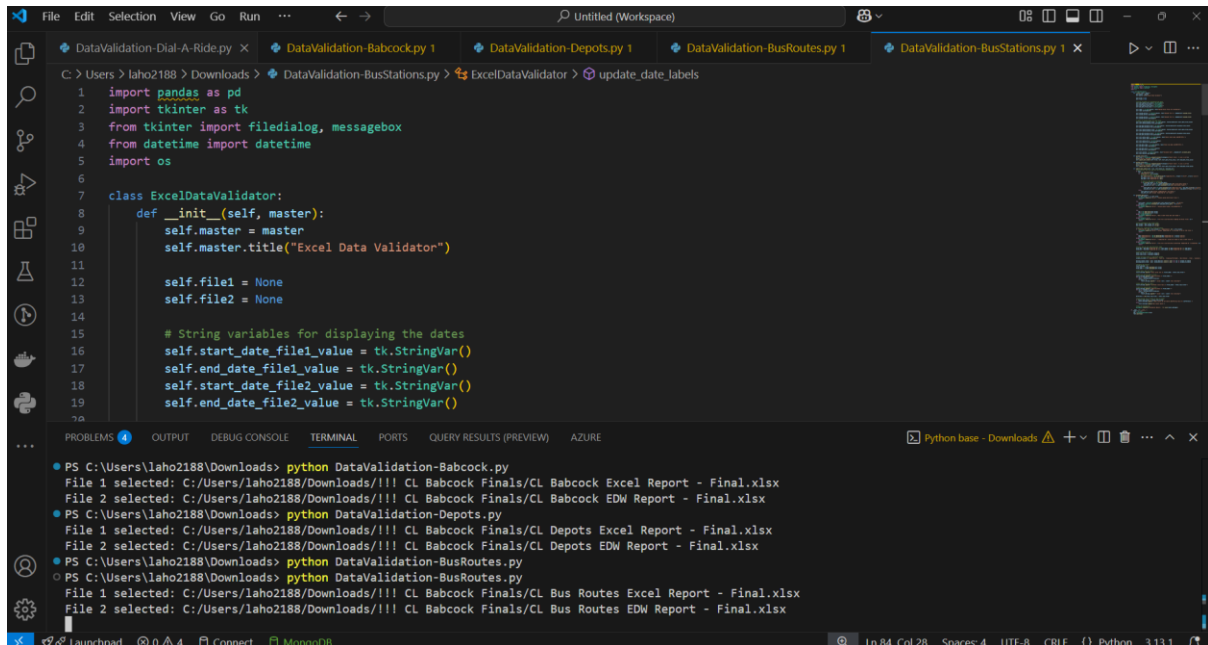 File Edit Selection View Go Run ··· Untitled (Workspace)
DataValidation-Dial-A-Ride.py DataValidation-Babcock.py 1 DataValidation-Depots.py 1 DataValidation-BusRoutes.py 1 DataValidation-BusStations.py 1
C: > Users > laho2188 > Downloads > DataValidation-BusStations.py > ExcelDataValidator > update_date_labels
1 import pandas as pd
2 import tkinter as tk
3 from tkinter import filedialog, messagebox
4 from datetime import datetime
5 import os
6
7 class ExcelDataValidator:
8 def __init__(self, master):
9 self.master = master
10 self.master.title("Excel Data Validator")
11
12 self.file1 = None
13 self.file2 = None
14
15 # String variables for displaying the dates
16 self.start_date_file1_value = tk.StringVar()
17 self.end_date_file1_value = tk.StringVar()
18 self.start_date_file2_value = tk.StringVar()
19 self.end_date_file2_value = tk.StringVar()
20
PROBLEMS 4 OUTPUT DEBUG CONSOLE TERMINAL PORTS QUERY RESULTS (PREVIEW) AZURE Python base - Downloads
PS C:\Users\laho2188\Downloads> python DataValidation-Babcock.py
File 1 selected: C:/Users/laho2188/Downloads/!!! CL Babcock Finals/CL Babcock Excel Report - Final.xlsx
File 2 selected: C:/Users/laho2188/Downloads/!!! CL Babcock Finals/CL Babcock EDW Report - Final.xlsx
PS C:\Users\laho2188\Downloads> python DataValidation-Depots.py
File 1 selected: C:/Users/laho2188/Downloads/!!! CL Babcock Finals/CL Depots Excel Report - Final.xlsx
File 2 selected: C:/Users/laho2188/Downloads/!!! CL Babcock Finals/CL Depots EDW Report - Final.xlsx
PS C:\Users\laho2188\Downloads> python DataValidation-BusRoutes.py
PS C:\Users\laho2188\Downloads> python DataValidation-BusRoutes.py
File 1 selected: C:/Users/laho2188/Downloads/!!! CL Babcock Finals/CL Bus Routes Excel Report - Final.xlsx
File 2 selected: C:/Users/laho2188/Downloads/!!! CL Babcock Finals/CL Bus Routes EDW Report - Final.xlsx
Launchpad 0 4 Connect MongoDB Ln 84, Col 28 Spaces: 4 UTF-8 CRLF {} Python 3.13.1